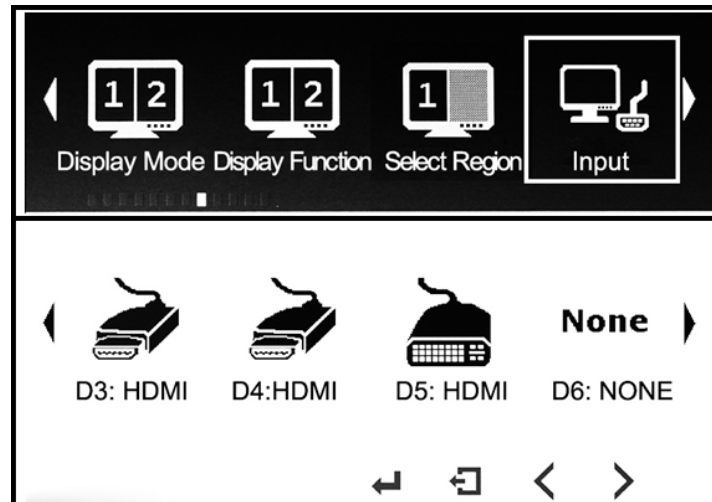 1 2 1 2 1
Display Mode Display Function Select Region Input
None
D3: HDMI D4:HDMI D5: HDMI D6: NONE